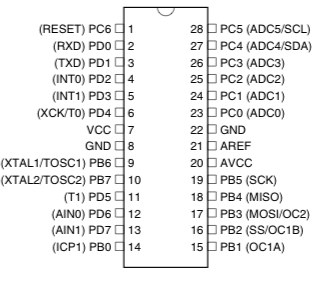 (RESET) PC6 1 28 PC5 (ADC5/SCL)
(RXD) PD0 2 27 PC4 (ADC4/SDA)
(TXD) PD1 3 26 PC3 (ADC3)
(INT0) PD2 4 25 PC2 (ADC2)
(INT1) PD3 5 24 PC1 (ADC1)
(XCK/T0) PD4 6 23 PC0 (ADC0)
VCC 7 22 GND
GND 8 21 AREF
(XTAL1/TOSC1) PB6 9 20 AVCC
(XTAL2/TOSC2) PB7 10 19 PB5 (SCK)
(T1) PD5 11 18 PB4 (MISO)
(AIN0) PD6 12 17 PB3 (MOSI/OC2)
(AIN1) PD7 13 16 PB2 (SS/OC1B)
(ICP1) PB0 14 15 PB1 (OC1A)